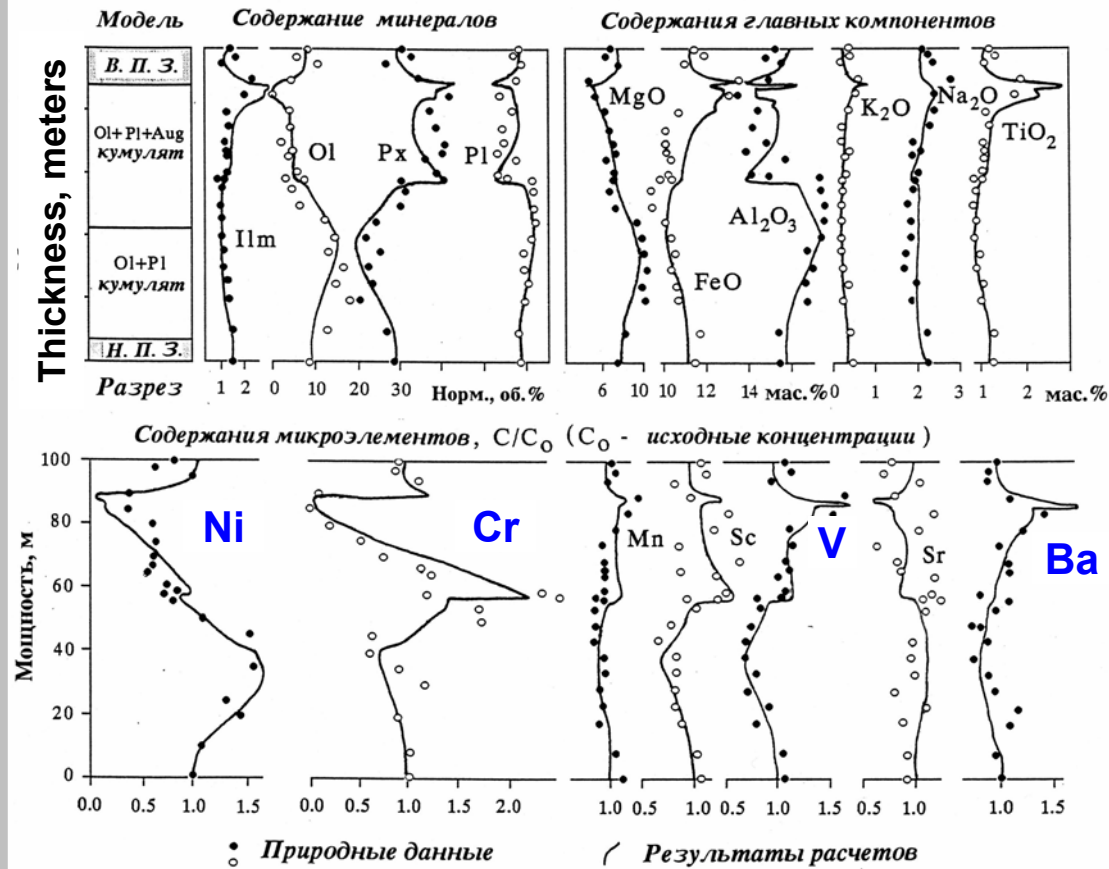 Модель
Содержание минералов
Содержания главных компонентов
Thickness, meters
В. П. З.
Ol+Pl+Aug
кумулят
Ol+Pl
кумулят
Н. П. З.
Разрез
Ilm
Ol
Px
Pl
MgO
FeO
Al₂O₃
K₂O
Na₂O
TiO₂
1 2 0 10 20 30 Норм., об.%
6 8 10 12 14 мас.% 0 1 2 3 1 2 мас.%
Содержания микроэлементов, C/C₀ (C₀ - исходные концентрации)
Мощность, м
100
80
60
40
20
0
Ni
Cr
Mn
Sc
V
Sr
Ba
0.0 0.5 1.0 1.5 0.0 1.0 2.0 1.0 0.5 1.0 0.5 1.0 1.5 0.5 1.0 1.0 1.5
Природные данные
Результаты расчетов